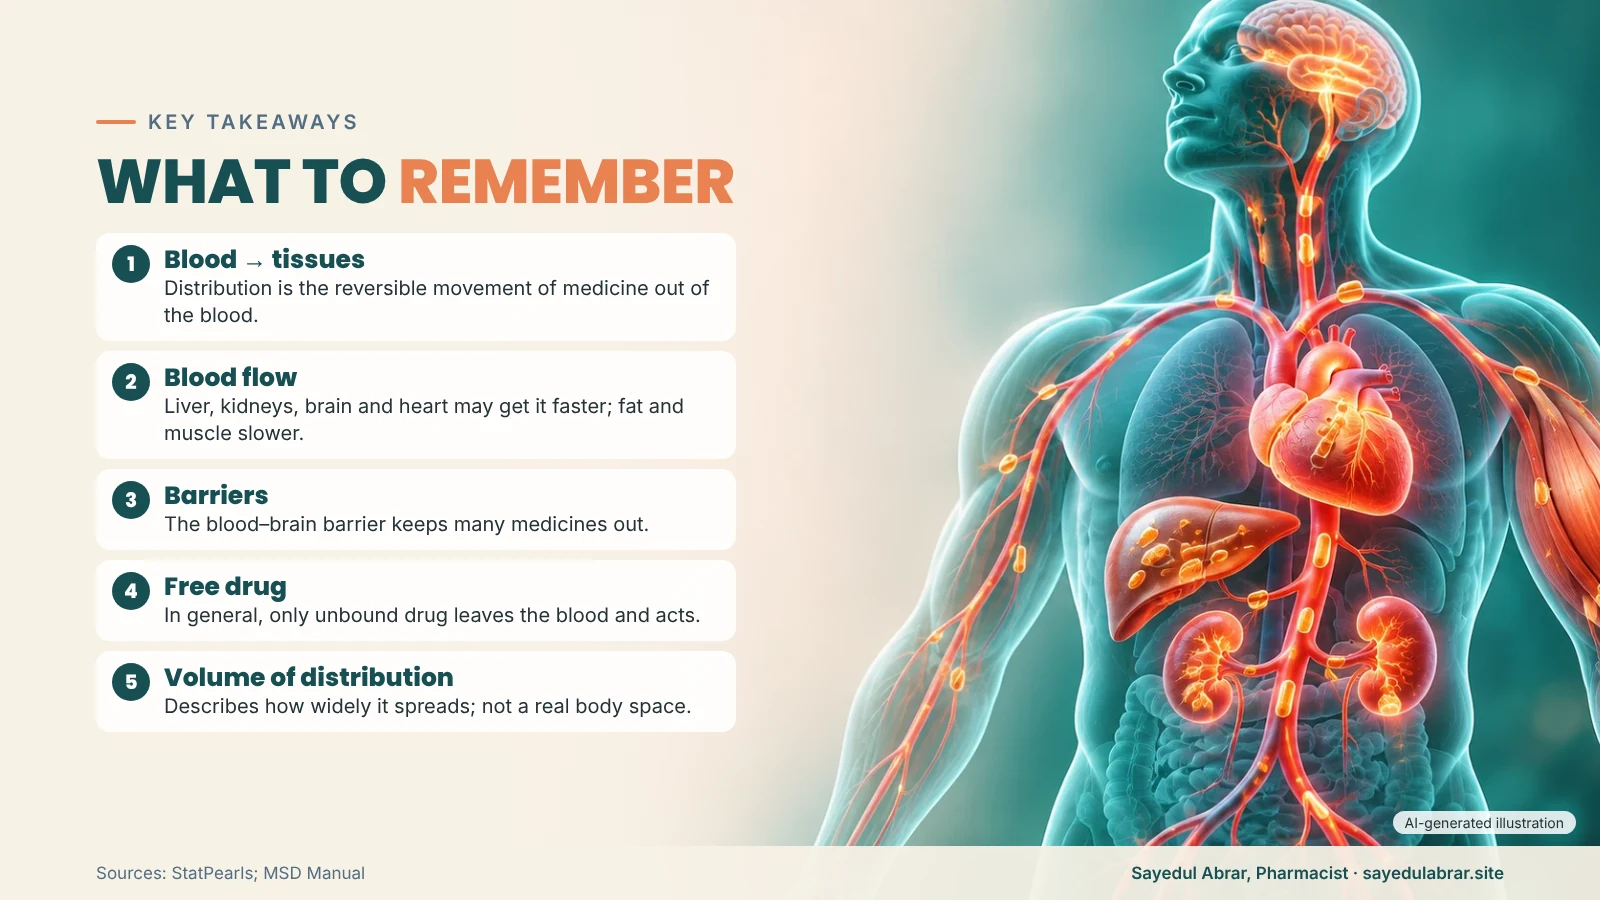 KEY TAKEAWAYS
WHAT TO REMEMBER
1 Blood → tissues
Distribution is the reversible movement of medicine out of
the blood.
2 Blood flow
Liver, kidneys, brain and heart may get it faster; fat and
muscle slower.
3 Barriers
The blood–brain barrier keeps many medicines out.
4 Free drug
In general, only unbound drug leaves the blood and acts.
5 Volume of distribution
Describes how widely it spreads; not a real body space.
AI-generated illustration
Sources: StatPearls; MSD Manual
Sayedul Abrar, Pharmacist · sayedulabrar.site